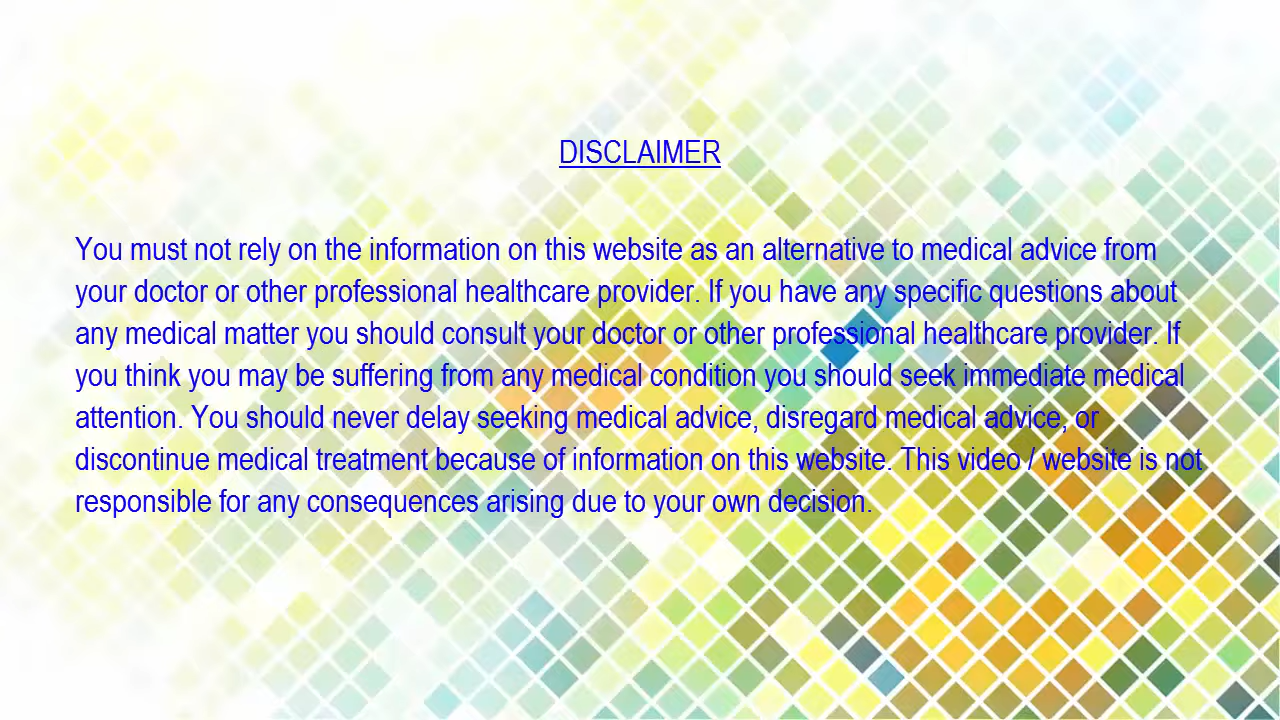 DISCLAIMER
You must not rely on the information on this website as an alternative to medical advice from
your doctor or other professional healthcare provider. If you have any specific questions about
any medical matter you should consult your doctor or other professional healthcare provider. If
you think you may be suffering from any medical condition you should seek immediate medical
attention. You should never delay seeking medical advice, disregard medical advice, or
discontinue medical treatment because of information on this website. This video / website is not
responsible for any consequences arising due to your own decision.